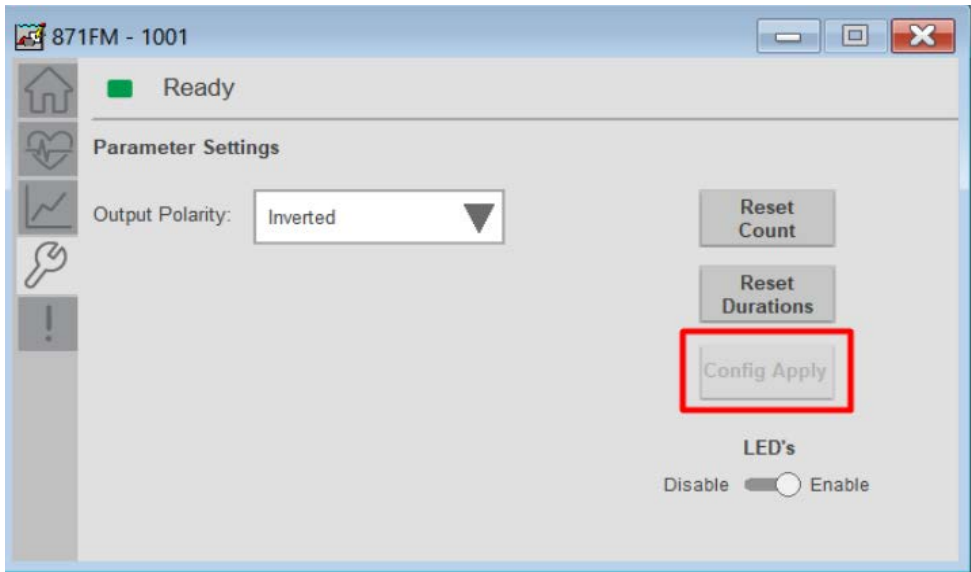 871FM - 1001
Ready
Parameter Settings
Output Polarity:
Inverted
Reset
Count
Reset
Durations
Config Apply
LED's
Disable
Enable